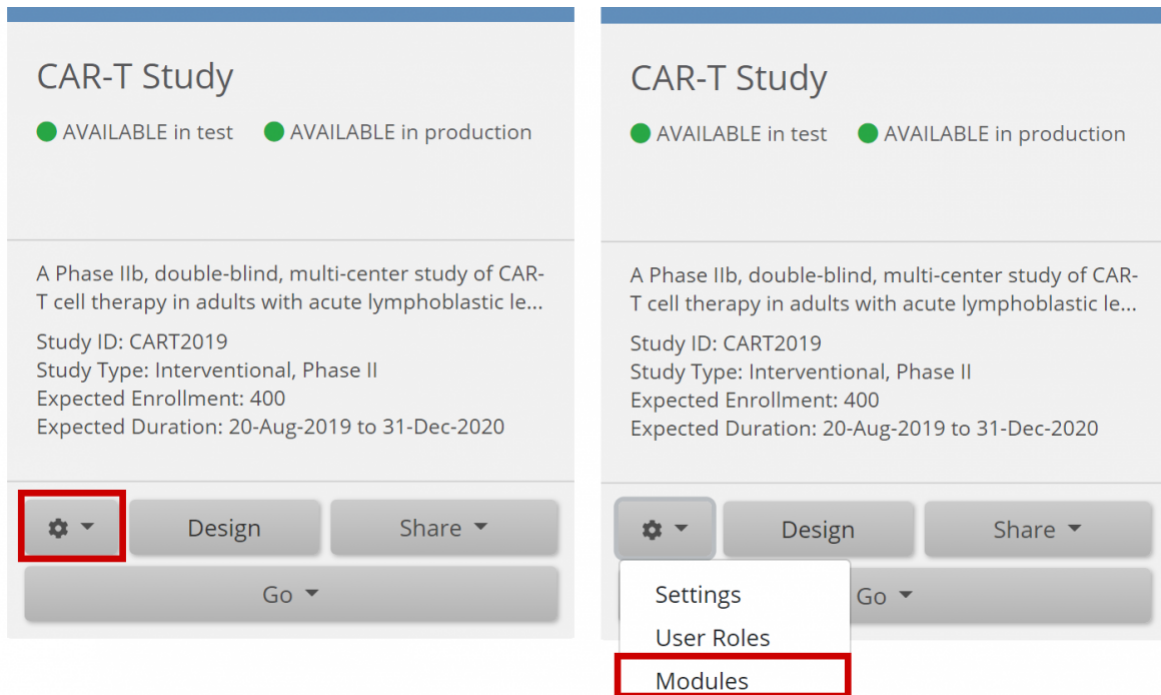 CAR-T Study
AVAILABLE in test AVAILABLE in production
A Phase IIb, double-blind, multi-center study of CAR-
T cell therapy in adults with acute lymphoblastic le...
Study ID: CART2019
Study Type: Interventional, Phase II
Expected Enrollment: 400
Expected Duration: 20-Aug-2019 to 31-Dec-2020
Design Share
Go
CAR-T Study
AVAILABLE in test AVAILABLE in production
A Phase IIb, double-blind, multi-center study of CAR-
T cell therapy in adults with acute lymphoblastic le...
Study ID: CART2019
Study Type: Interventional, Phase II
Expected Enrollment: 400
Expected Duration: 20-Aug-2019 to 31-Dec-2020
Design Share
Settings Go
User Roles
Modules